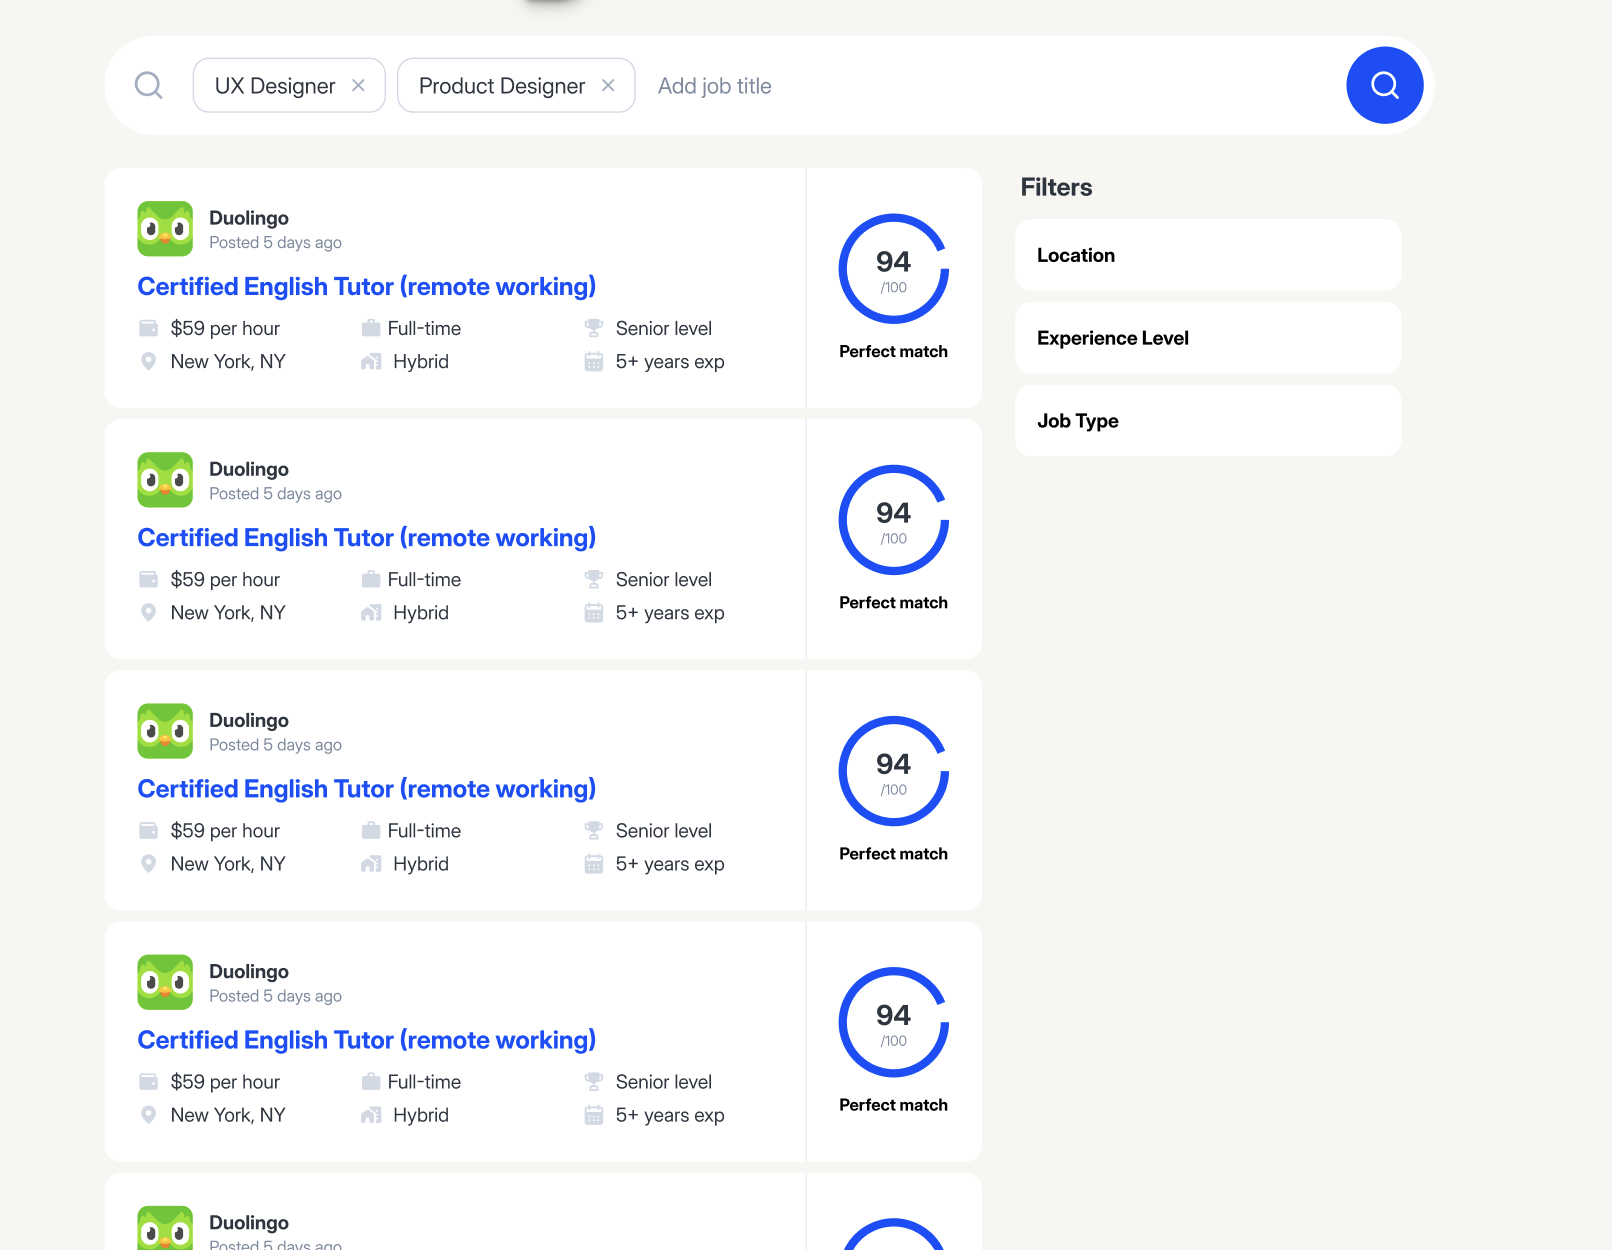 UX Designer
Product Designer
Add job title
Duolingo
Posted 5 days ago
Certified English Tutor (remote working)
$59 per hour
Full-time
Senior level
New York, NY
Hybrid
5+ years exp
94
/100
Perfect match
Filters
Location
Experience Level
Job Type
Duolingo
Posted 5 days ago
Certified English Tutor (remote working)
$59 per hour
Full-time
Senior level
New York, NY
Hybrid
5+ years exp
94
/100
Perfect match
Duolingo
Posted 5 days ago
Certified English Tutor (remote working)
$59 per hour
Full-time
Senior level
New York, NY
Hybrid
5+ years exp
94
/100
Perfect match
Duolingo
Posted 5 days ago
Certified English Tutor (remote working)
$59 per hour
Full-time
Senior level
New York, NY
Hybrid
5+ years exp
94
/100
Perfect match
Duolingo
Posted 5 days ago